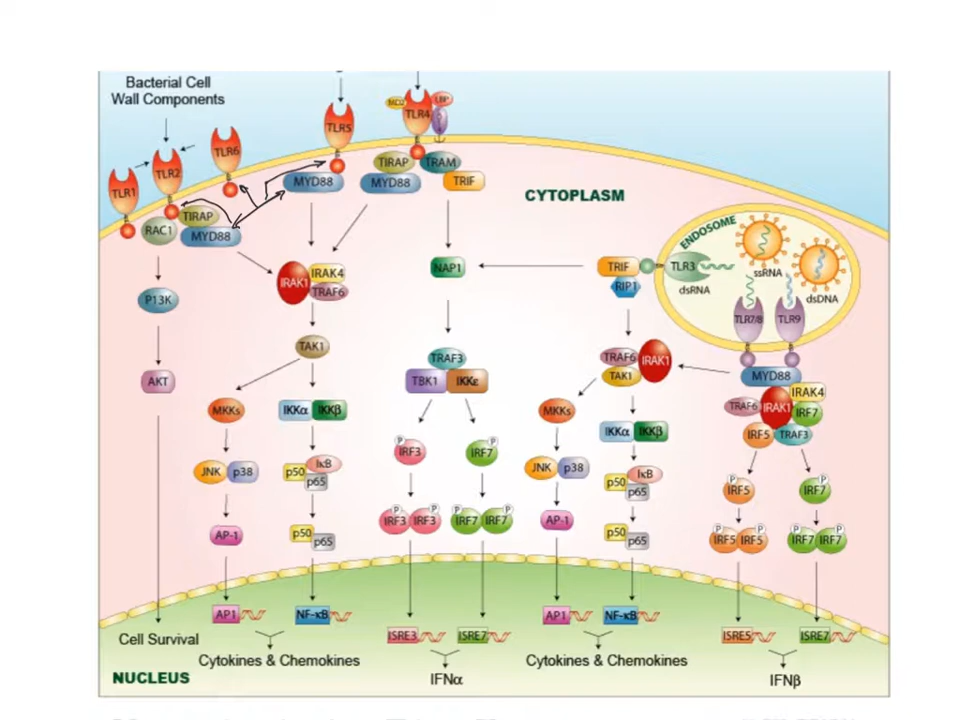 Bacterial Cell
Wall Components
TLR1
TLR2
TLR6
TLR5
TLR4
MD2
LBP
RAC1
TIRAP
MYD88
MYD88
TIRAP
MYD88
TRAM
TRIF
CYTOPLASM
ENDOSOME
TLR3
dsRNA
ssRNA
dsDNA
TLR7/8
TLR9
TRIF
RIP1
NAP1
P13K
IRAK1
IRAK4
TRAF6
TAK1
TRAF3
TBK1
IKKε
TRAF6
IRAK1
TAK1
MYD88
IRAK4
TRAF6
IRAK1
IRF7
IRF5
TRAF3
AKT
MKKs
IKKα
IKKβ
MKKs
IKKα
IKKβ
P
IRF3
P
IRF7
JNK
p38
p50
IκB
p65
JNK
p38
p50
IκB
p65
P
IRF5
P
IRF7
AP-1
p50
p65
P
P
IRF3
IRF3
P
P
IRF7
IRF7
AP-1
p50
p65
P
P
IRF5
IRF5
P
P
IRF7
IRF7
Cell Survival
AP1
NF-κB
ISRE3
ISRE7
AP1
NF-κB
ISRE5
ISRE7
Cytokines & Chemokines
IFNα
Cytokines & Chemokines
IFNβ
NUCLEUS